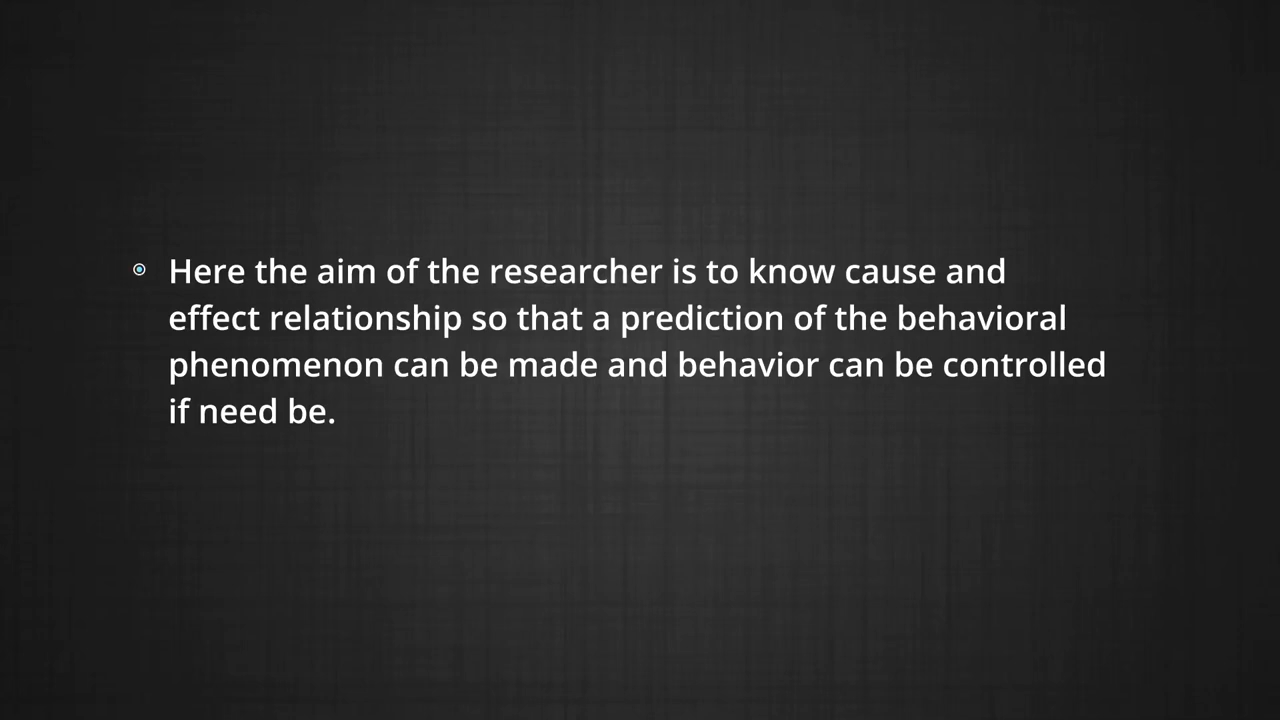 Here the aim of the researcher is to know cause and
effect relationship so that a prediction of the behavioral
phenomenon can be made and behavior can be controlled
if need be.